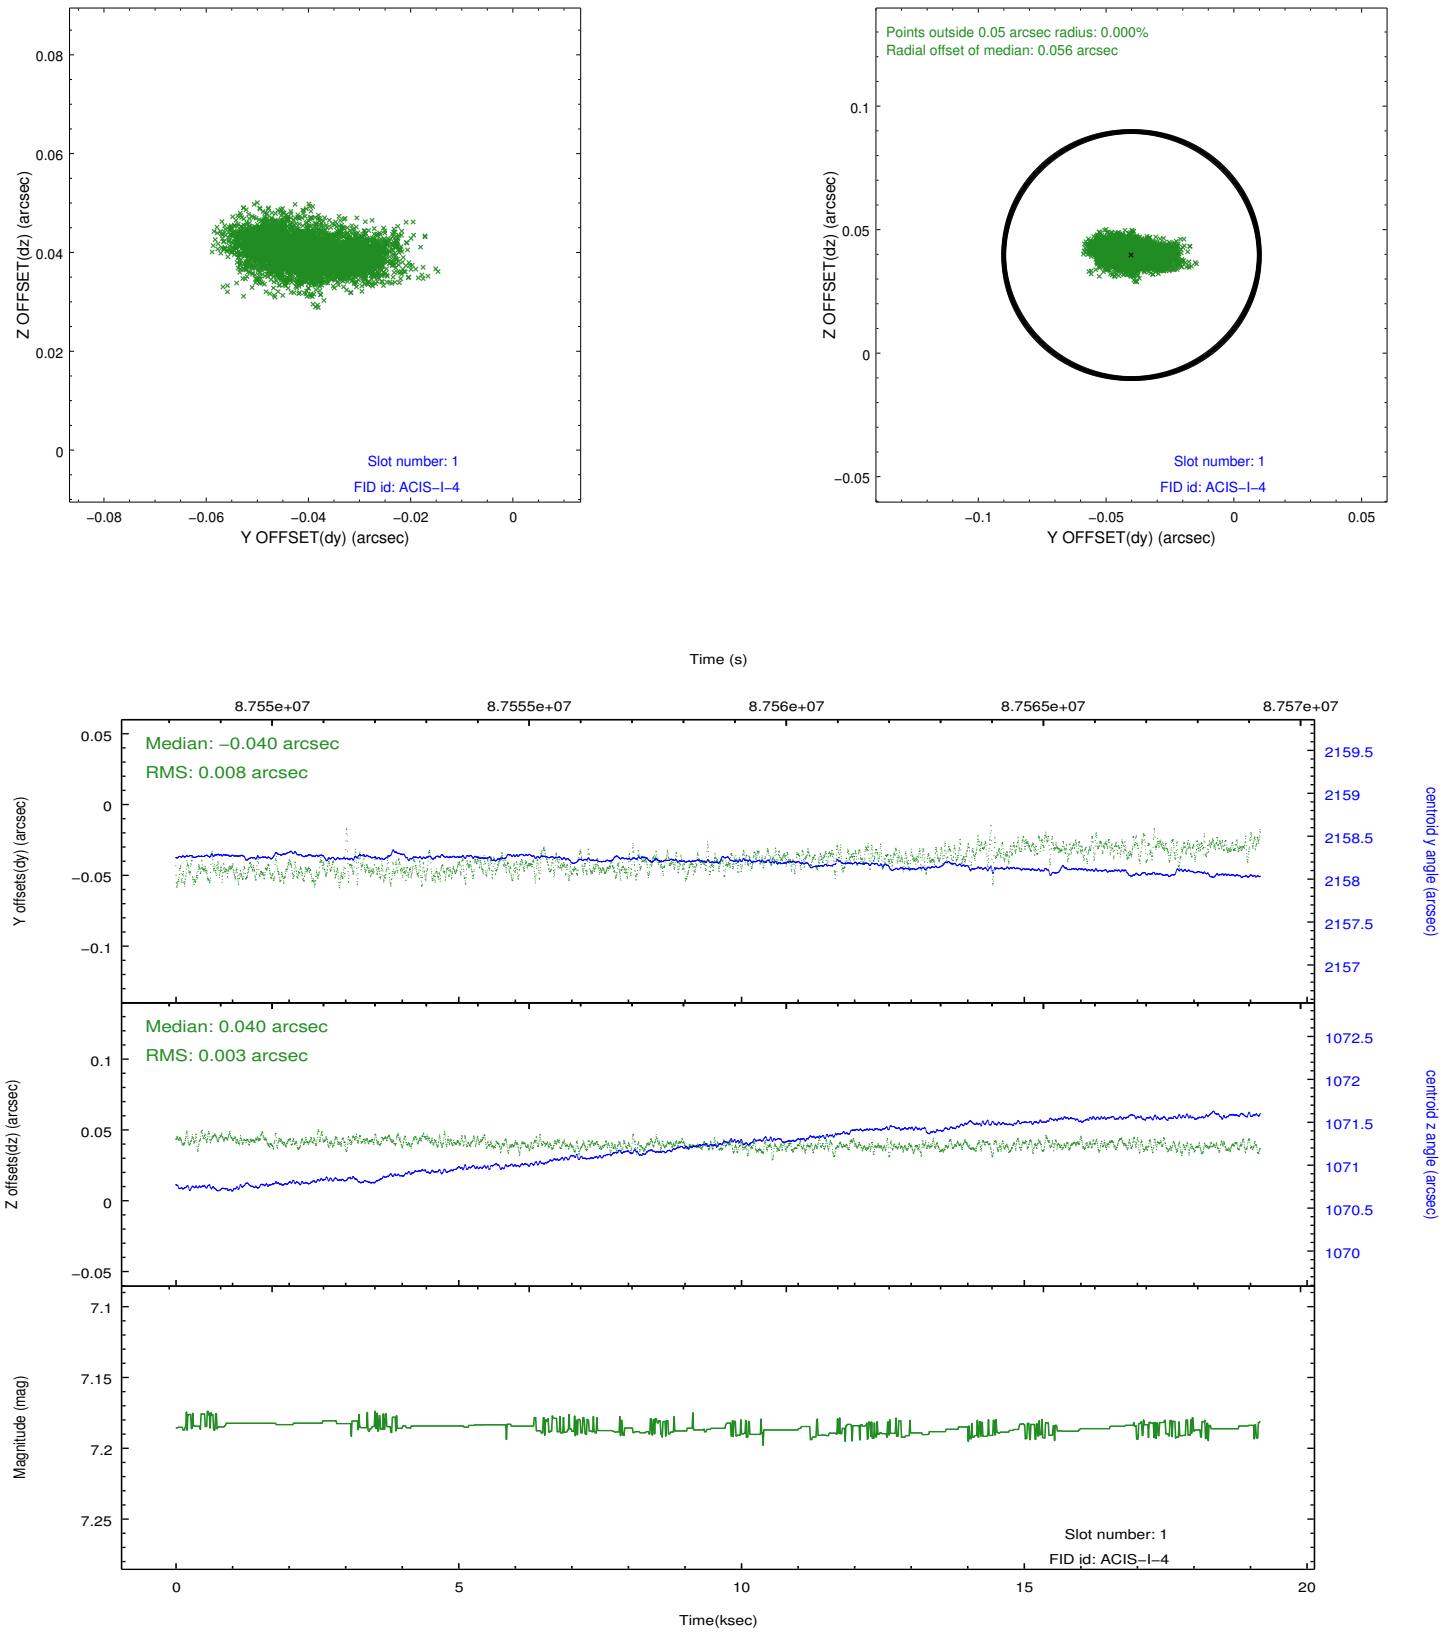 0.08
0.06
0.04
0.02
0
Z OFFSET(dz) (arcsec)
Slot number: 1
FID id: ACIS−I−4
−0.08
−0.06
−0.04
−0.02
0
Y OFFSET(dy) (arcsec)
Points outside 0.05 arcsec radius: 0.000%
Radial offset of median: 0.056 arcsec
0.1
0.05
0
−0.05
Z OFFSET(dz) (arcsec)
Slot number: 1
FID id: ACIS−I−4
−0.1
−0.05
0
0.05
Y OFFSET(dy) (arcsec)
Time (s)
8.755e+07
8.7555e+07
8.756e+07
8.7565e+07
8.757e+07
Median: −0.040 arcsec
RMS: 0.008 arcsec
0.05
0
−0.05
−0.1
Y offsets(dy) (arcsec)
2159.5
2159
2158.5
2158
2157.5
2157
centroid y angle (arcsec)
Median: 0.040 arcsec
RMS: 0.003 arcsec
0.1
0.05
0
−0.05
Z offsets(dz) (arcsec)
1072.5
1072
1071.5
1071
1070.5
1070
centroid z angle (arcsec)
7.1
7.15
7.2
7.25
Magnitude (mag)
Slot number: 1
FID id: ACIS−I−4
0
5
10
15
20
Time(ksec)